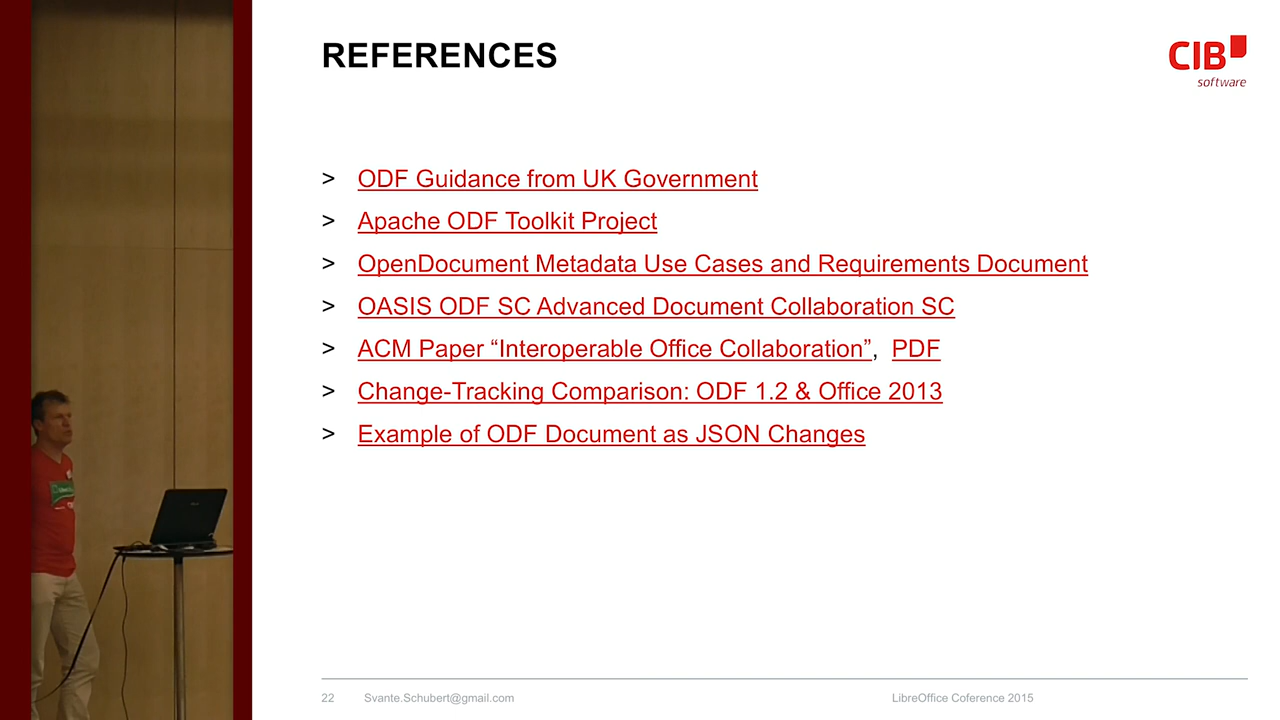 REFERENCES
CIB
software
> ODF Guidance from UK Government
> Apache ODF Toolkit Project
> OpenDocument Metadata Use Cases and Requirements Document
> OASIS ODF SC Advanced Document Collaboration SC
> ACM Paper “Interoperable Office Collaboration”, PDF
> Change-Tracking Comparison: ODF 1.2 & Office 2013
> Example of ODF Document as JSON Changes
22 Svante.Schubert@gmail.com LibreOffice Coference 2015